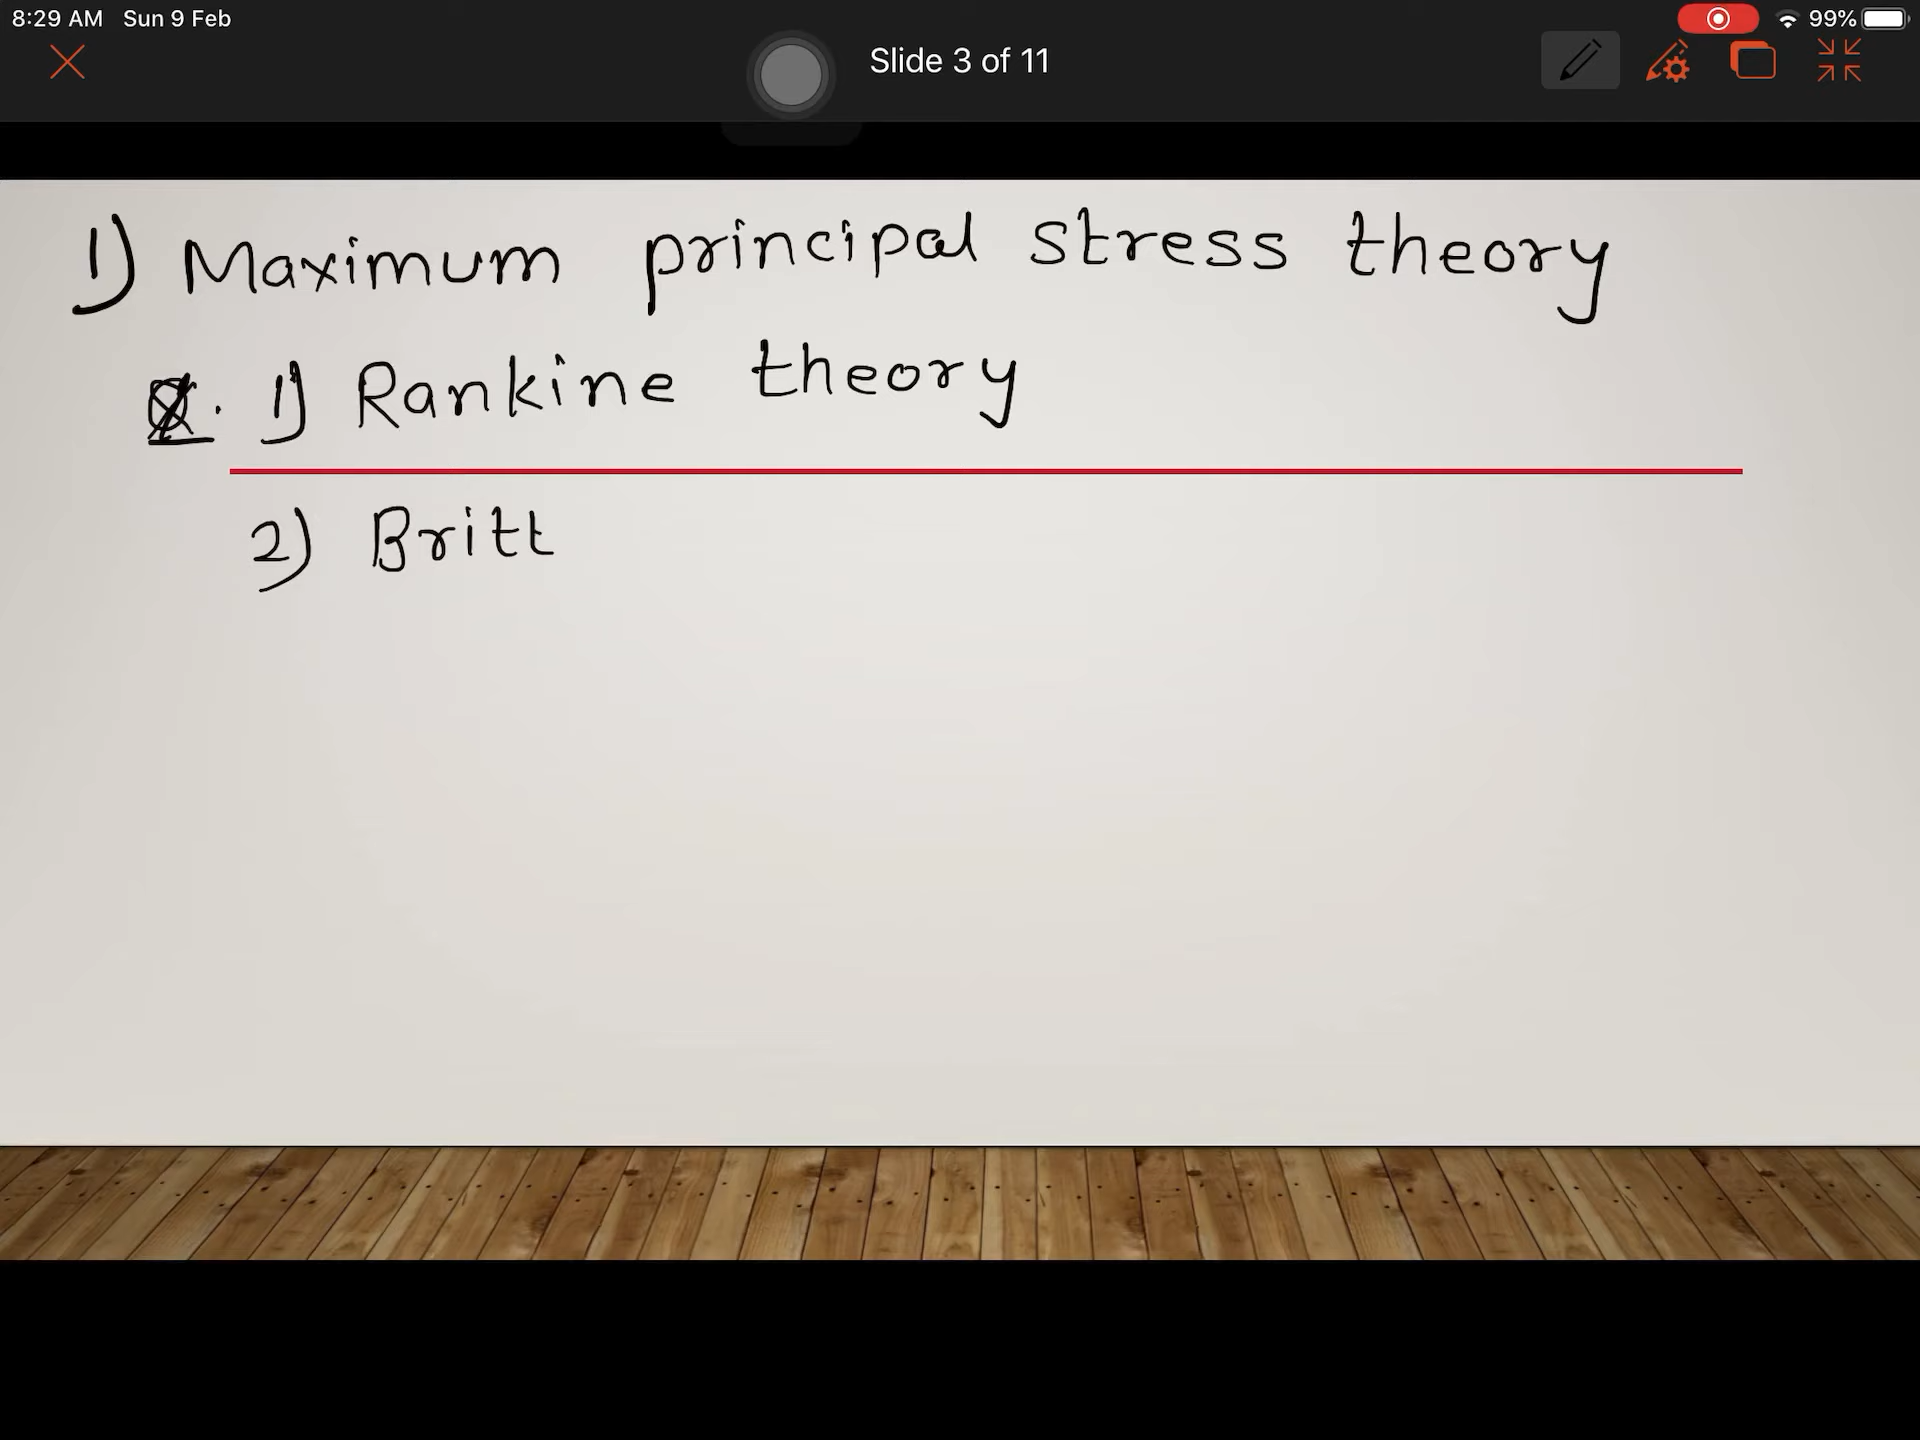 8:29 AM Sun 9 Feb
99%
Slide 3 of 11
1) Maximum principal stress theory
1) Rankine theory
2) Britt